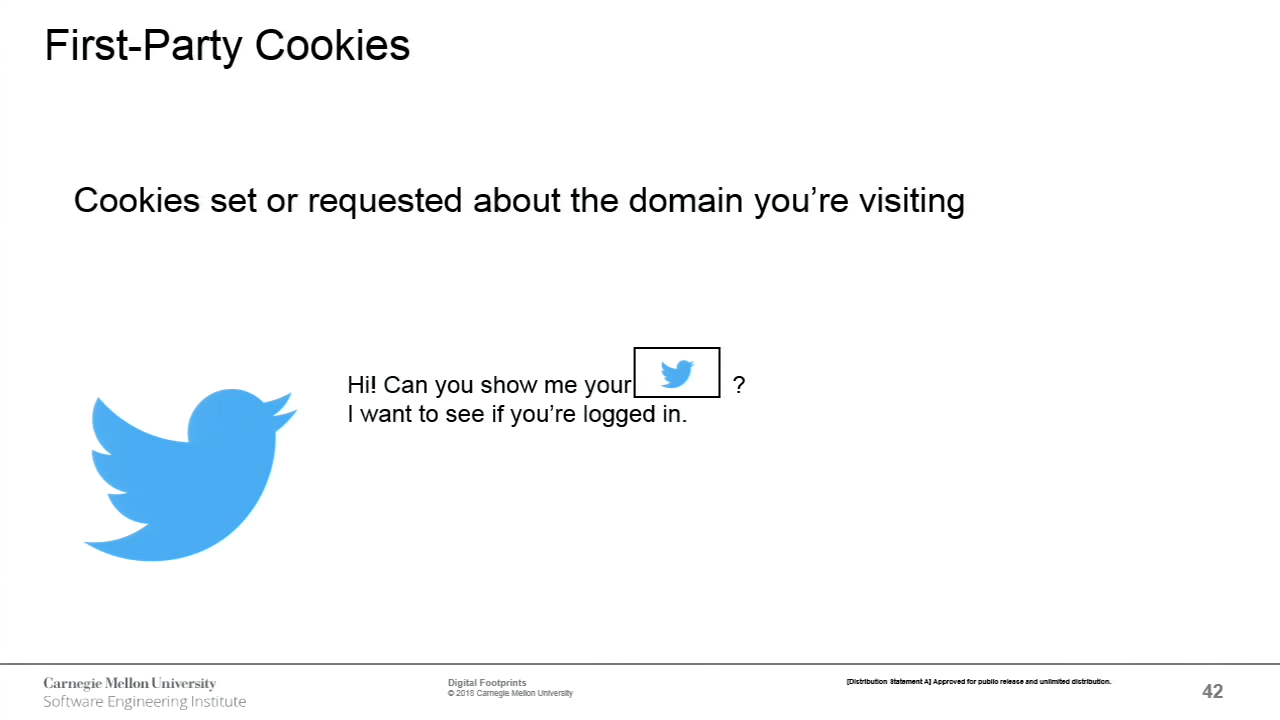 First-Party Cookies
Cookies set or requested about the domain you’re visiting
Hi! Can you show me your ?
I want to see if you’re logged in.
Carnegie Mellon University
Software Engineering Institute
Digital Footprints
© 2018 Carnegie Mellon University
[Distribution Statement A] Approved for public release and unlimited distribution.
42